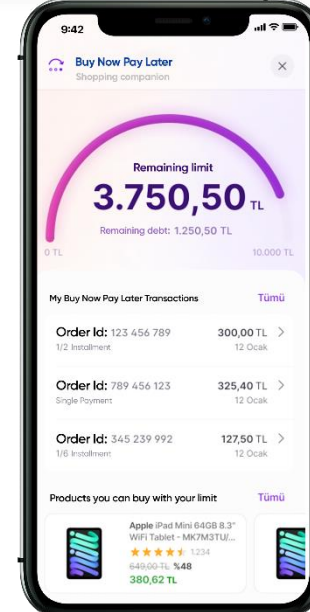 9:42
Buy Now Pay Later
Shopping companion
Remaining limit
3.750,50 TL
Remaining debt: 1.250,50 TL
0 TL
10.000 TL
My Buy Now Pay Later Transactions
Tümü
Order Id: 123 456 789
300,00 TL
1/2 Installment
12 Ocak
Order Id: 789 456 123
325,40 TL
Single Payment
12 Ocak
Order Id: 345 239 992
127,50 TL
1/6 Installment
12 Ocak
Products you can buy with your limit
Tümü
Apple iPad Mini 64GB 8.3"
WiFi Tablet - MK7M3TU/...
1234
649,00 TL %48
380,62 TL